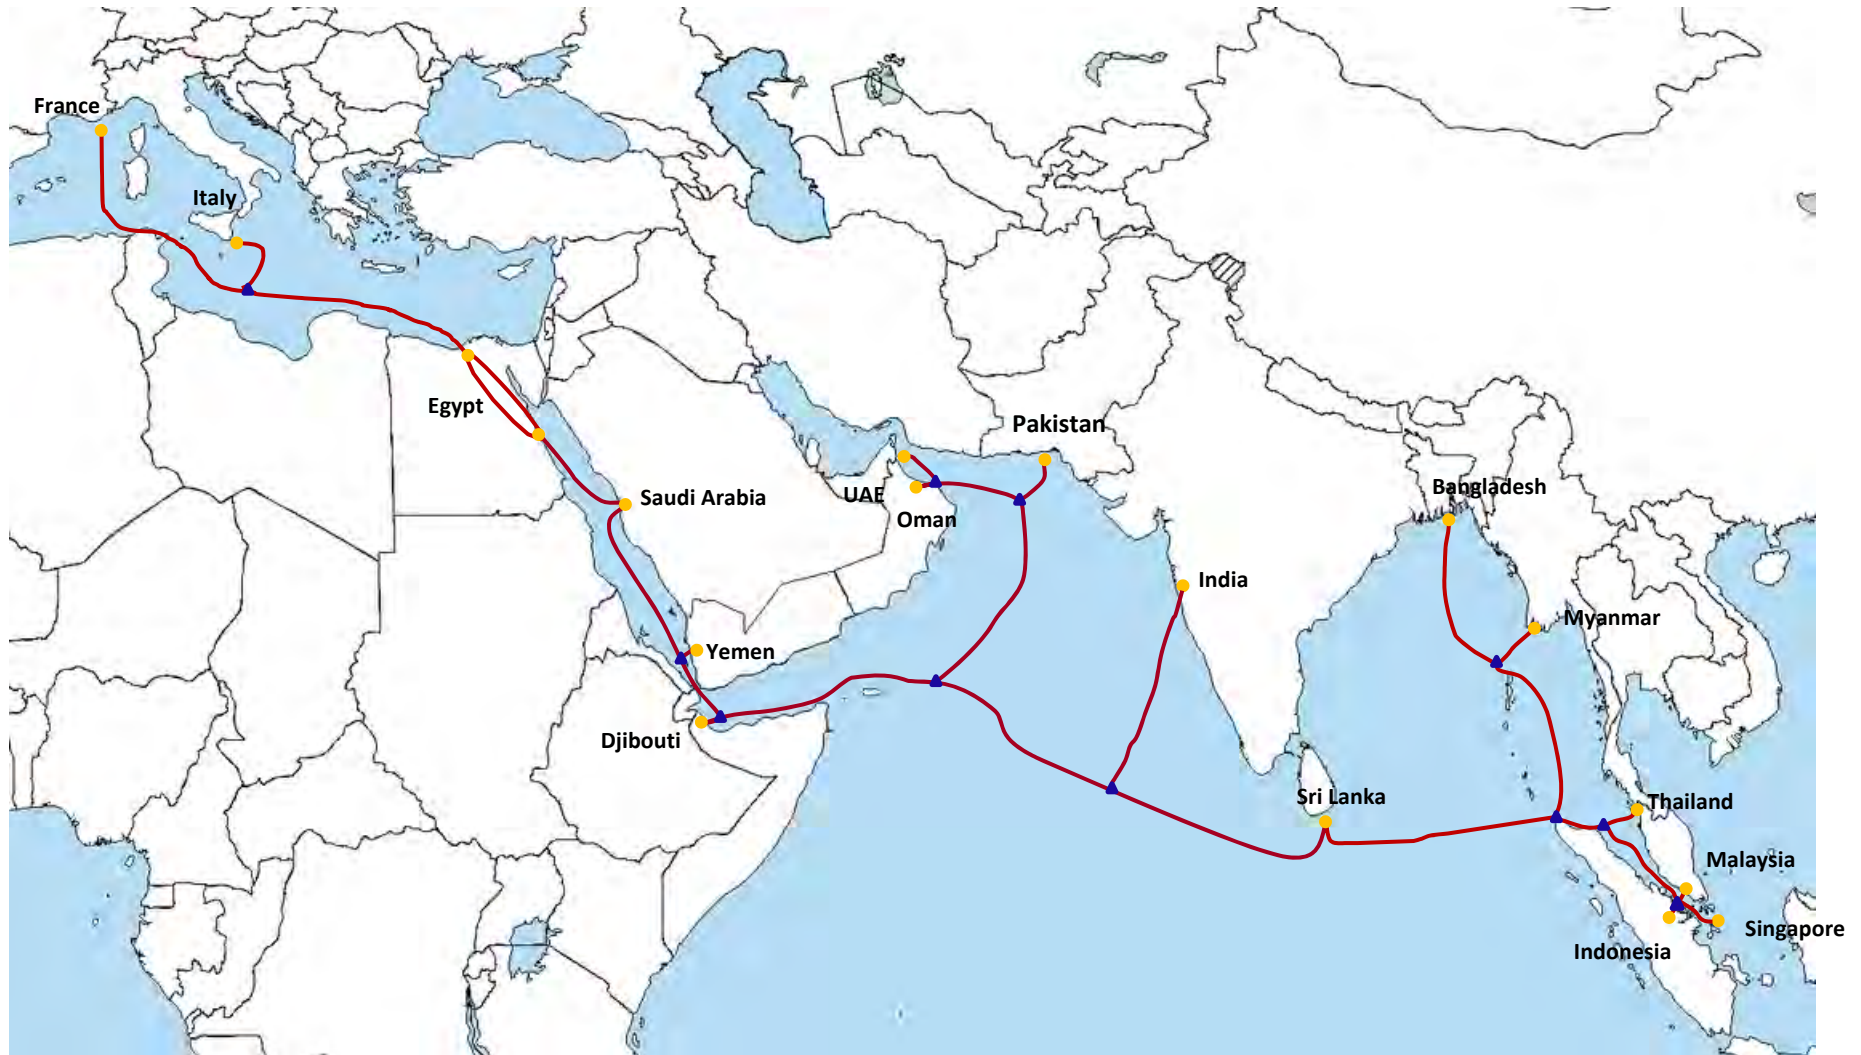 France
Italy
Egypt
Pakistan
Saudi Arabia
UAE
Oman
Bangladesh
India
Myanmar
Yemen
Djibouti
Sri Lanka
Thailand
Malaysia
Singapore
Indonesia